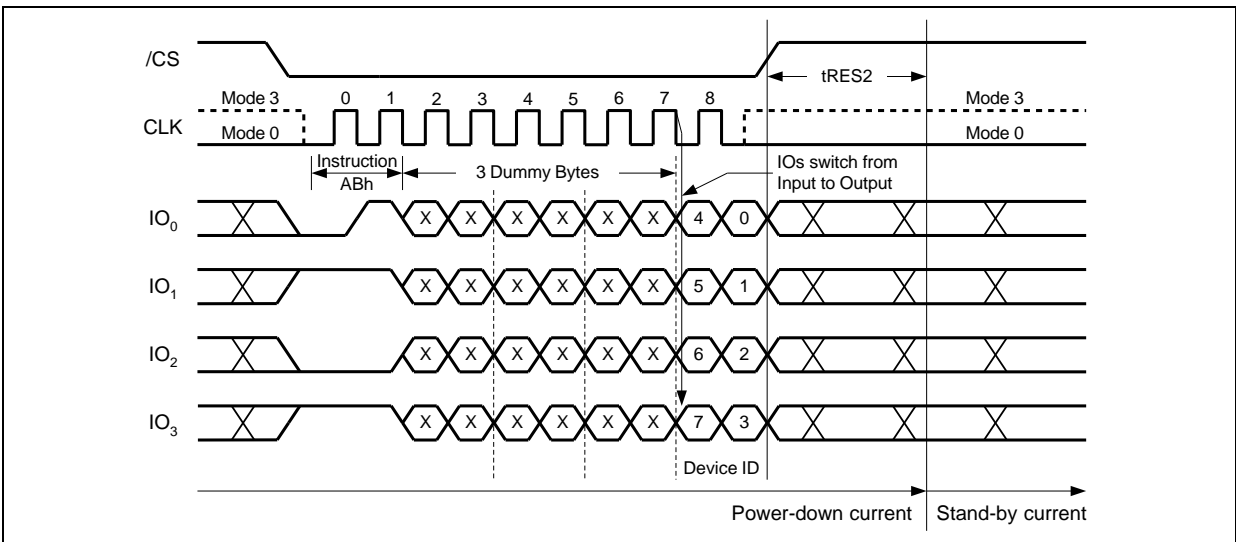 /CS
tRES2
Mode 3 0 1 2 3 4 5 6 7 8 Mode 3
CLK
Mode 0 Mode 0
Instruction
ABh
3 Dummy Bytes
IOs switch from
Input to Output
IO0 X X X X X X 4 0
IO1 X X X X X X 5 1
IO2 X X X X X X 6 2
IO3 X X X X X X 7 3
Device ID
Power-down current Stand-by current